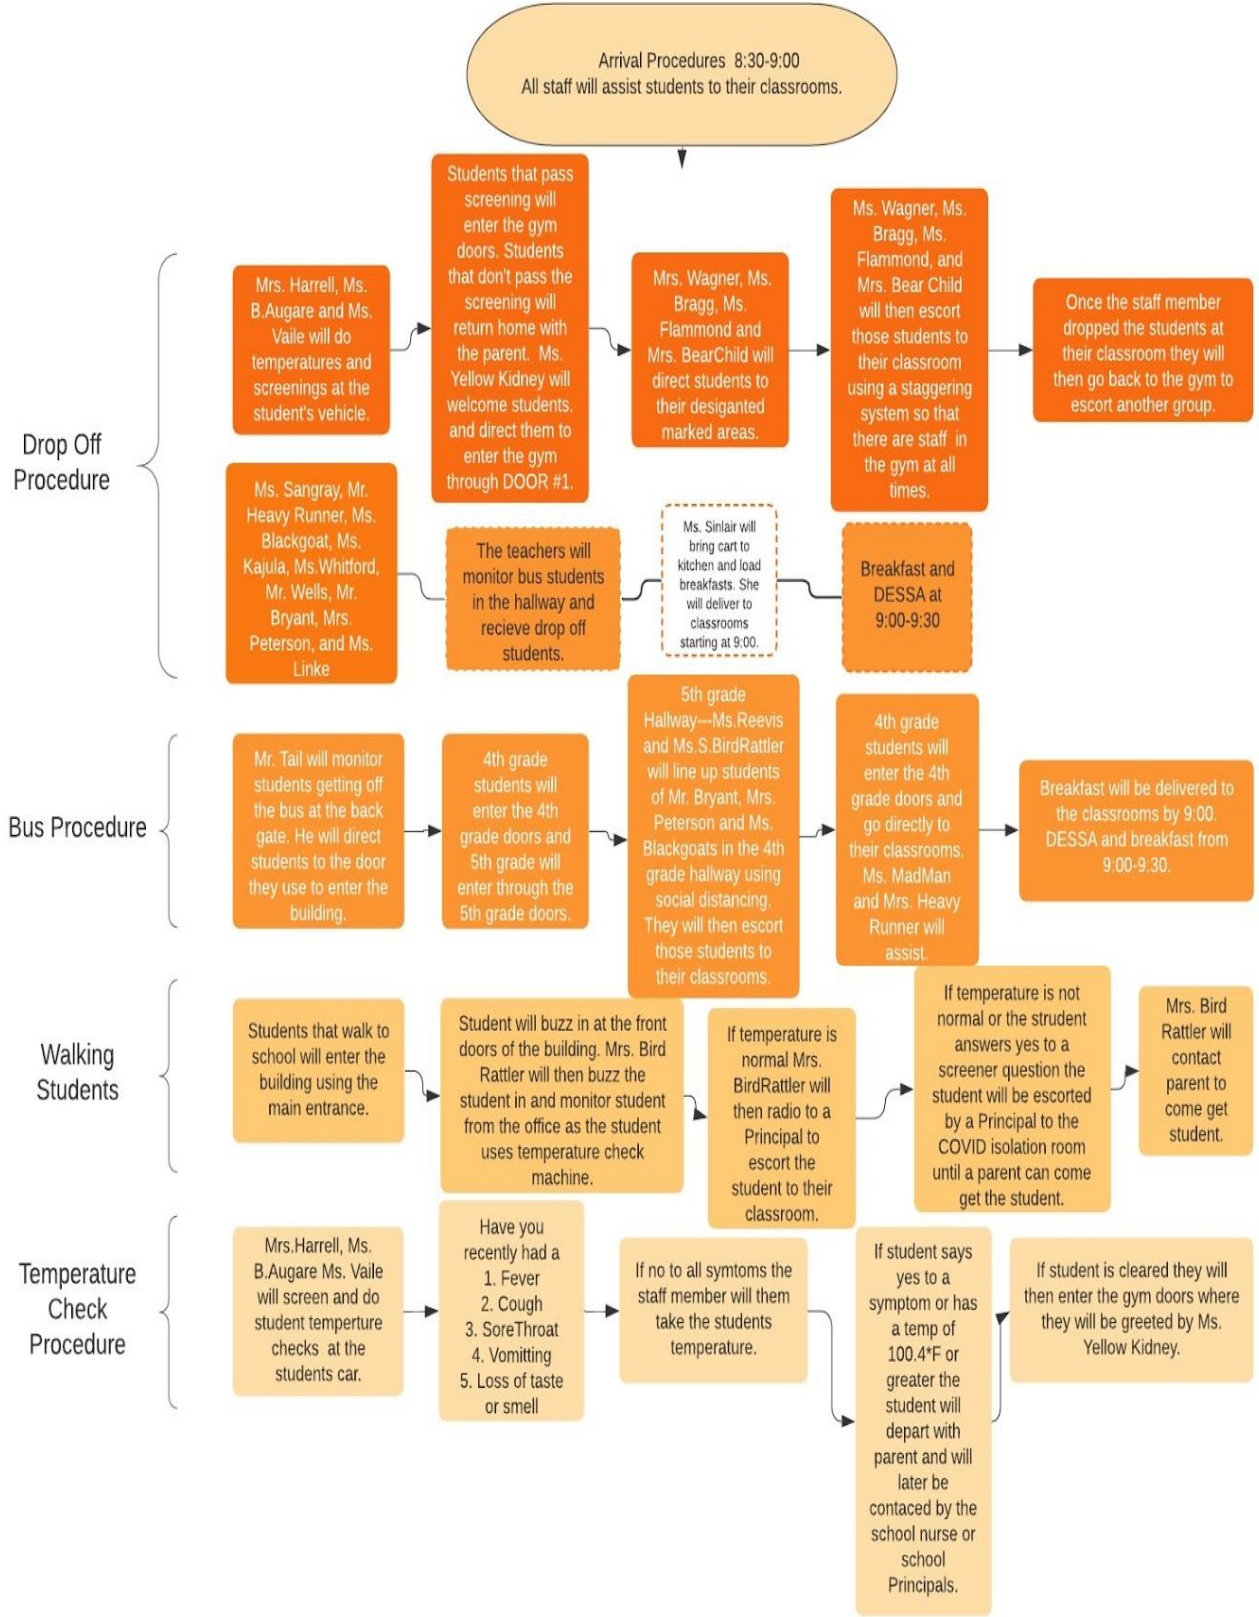 Arrival Procedures  8:30-9:00
All staff will assist students to their classrooms.
Drop Off
Procedure
Mrs. Harrell, Ms.
B.Augare and Ms.
Vaile will do
temperatures and
screenings at the
student's vehicle.
Students that pass
screening will
enter the gym
doors. Students
that don't pass the
screening will
return home with
the parent.  Ms.
Yellow Kidney will
welcome students.
and direct them to
enter the gym
through DOOR #1.
Mrs. Wagner, Ms.
Bragg, Ms.
Flammond and
Mrs. BearChild will
direct students to
their desiganted
marked areas.
Ms. Wagner, Ms.
Bragg, Ms.
Flammond, and
Mrs. Bear Child
will then escort
those students to
their classroom
using a staggering
system so that
there are staff  in
the gym at all
times.
Once the staff member
dropped the students at
their classroom they will
then go back to the gym to
escort another group.
Ms. Sangray, Mr.
Heavy Runner, Ms.
Blackgoat, Ms.
Kajula, Ms.Whitford,
Mr. Wells, Mr.
Bryant, Mrs.
Peterson, and Ms.
Linke
The teachers will
monitor bus students
in the hallway and
recieve drop off
students.
Ms. Sinlair will
bring cart to
kitchen and load
breakfasts. She
will deliver to
classrooms
starting at 9:00.
Breakfast and
DESSA at
9:00-9:30
Bus Procedure
Mr. Tail will monitor
students getting off
the bus at the back
gate. He will direct
students to the door
they use to enter the
building.
4th grade
students will
enter the 4th
grade doors and
5th grade will
enter through the
5th grade doors.
5th grade
Hallway---Ms.Reevis
and Ms.S.BirdRattler
will line up students
of Mr. Bryant, Mrs.
Peterson and Ms.
Blackgoats in the 4th
grade hallway using
social distancing.
They will then escort
those students to
their classrooms.
4th grade
students will
enter the 4th
grade doors and
go directly to
their classrooms.
Ms. MadMan
and Mrs. Heavy
Runner will
assist.
Breakfast will be delivered to
the classrooms by 9:00.
DESSA and breakfast from
9:00-9:30.
Walking
Students
Students that walk to
school will enter the
building using the
main entrance.
Student will buzz in at the front
doors of the building. Mrs. Bird
Rattler will then buzz the
student in and monitor student
from the office as the student
uses temperature check
machine.
If temperature is
normal Mrs.
BirdRattler will
then radio to a
Principal to
escort the
student to their
classroom.
If temperature is not
normal or the strudent
answers yes to a
screener question the
student will be escorted
by a Principal to the
COVID isolation room
until a parent can come
get the student.
Mrs. Bird
Rattler will
contact
parent to
come get
student.
Temperature
Check
Procedure
Mrs.Harrell, Ms.
B.Augare Ms. Vaile
will screen and do
student temperture
checks  at the
students car.
Have you
recently had a
1. Fever
2. Cough
3. SoreThroat
4. Vomitting
5. Loss of taste
or smell
If no to all symtoms the
staff member will them
take the students
temperature.
If student says
yes to a
symptom or has
a temp of
100.4*F or
greater the
student will
depart with
parent and will
later be
contaced by the
school nurse or
school
Principals.
If student is cleared they will
then enter the gym doors where
they will be greeted by Ms.
Yellow Kidney.